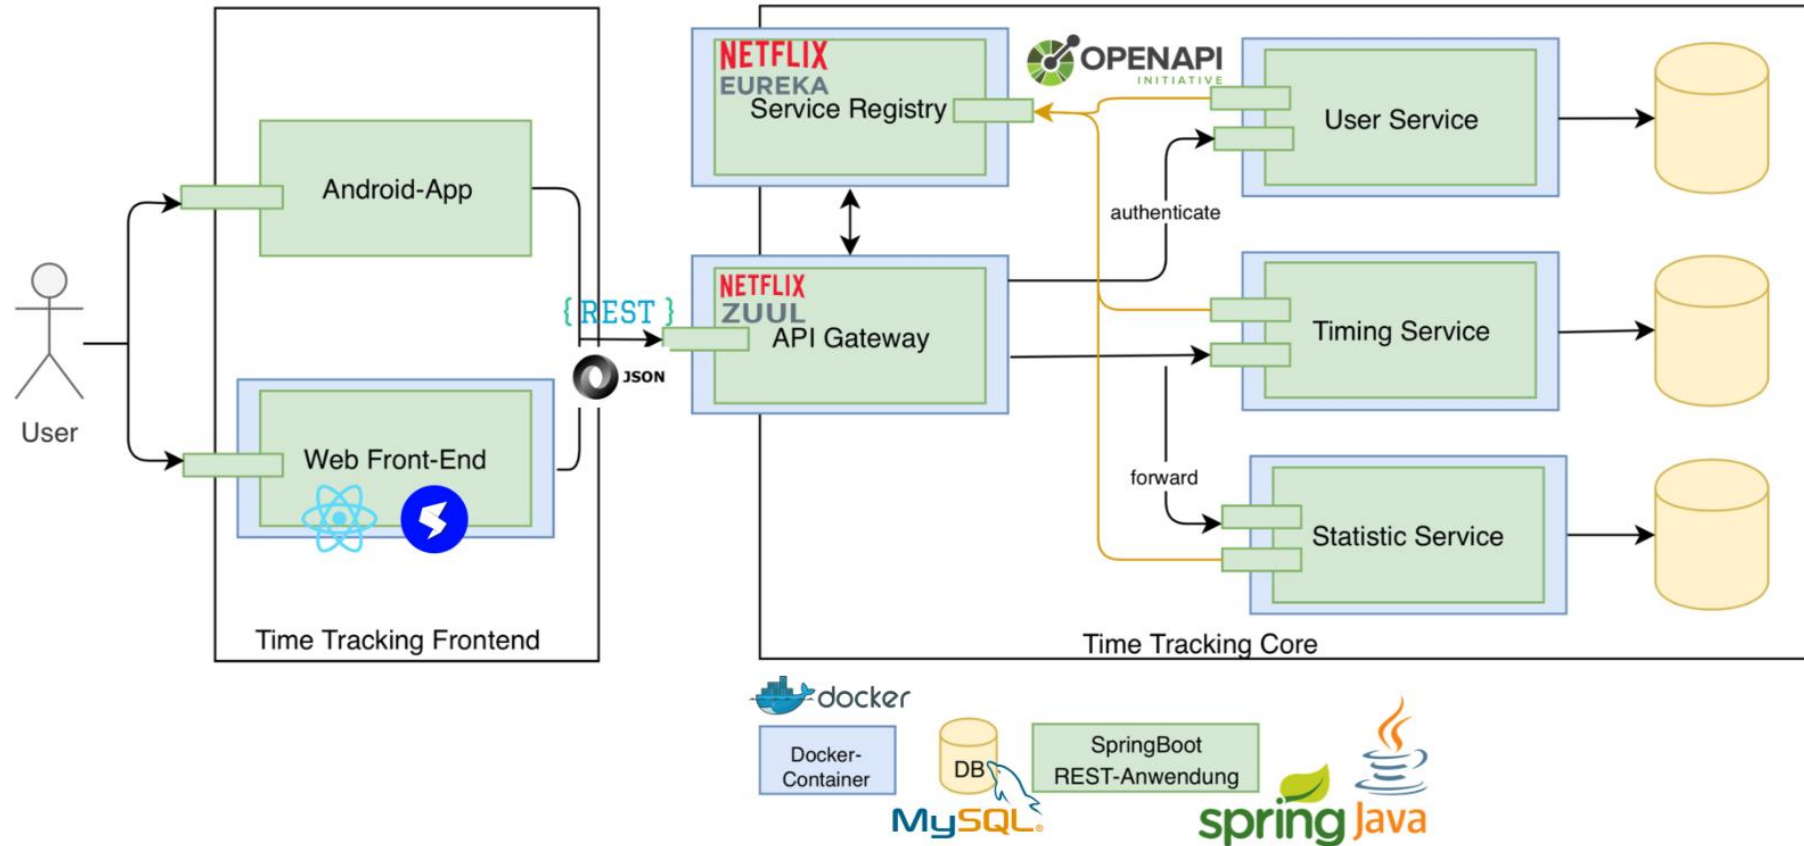 User
Android-App
Web Front-End
Time Tracking Frontend
{REST}
JSON
NETFLIX
EUREKA
Service Registry
OPENAPI
INITIATIVE
NETFLIX
ZUUL
API Gateway
authenticate
forward
User Service
Timing Service
Statistic Service
Time Tracking Core
docker
Docker-
Container
DB
MySQL®
SpringBoot
REST-Anwendung
spring
Java